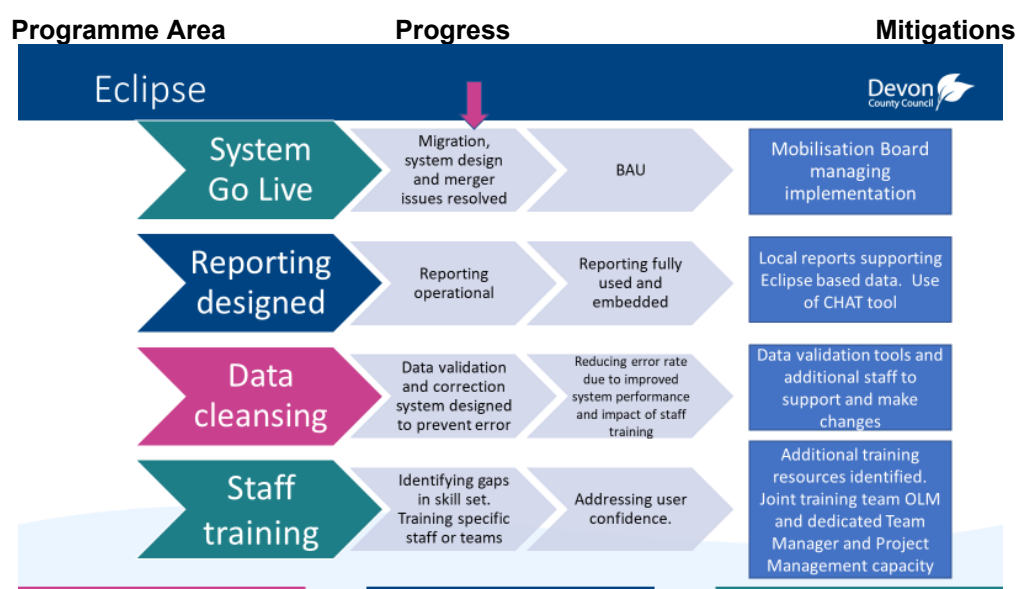 Programme Area
Progress
Mitigations
Eclipse
Devon
County Council
System
Go Live
Migration,
system design
and merger
issues resolved
BAU
Mobilisation Board
managing
implementation
Reporting
designed
Reporting
operational
Reporting fully
used and
embedded
Local reports supporting
Eclipse based data.  Use
of CHAT tool
Data
cleansing
Data validation
and correction
system designed
to prevent error
Reducing error rate
due to improved
system performance
and impact of staff
training
Data validation tools and
additional staff to
support and make
changes
Staff
training
Identifying gaps
in skill set.
Training specific
staff or teams
Addressing user
confidence.
Additional training
resources identified.
Joint training team OLM
and dedicated Team
Manager and Project
Management capacity